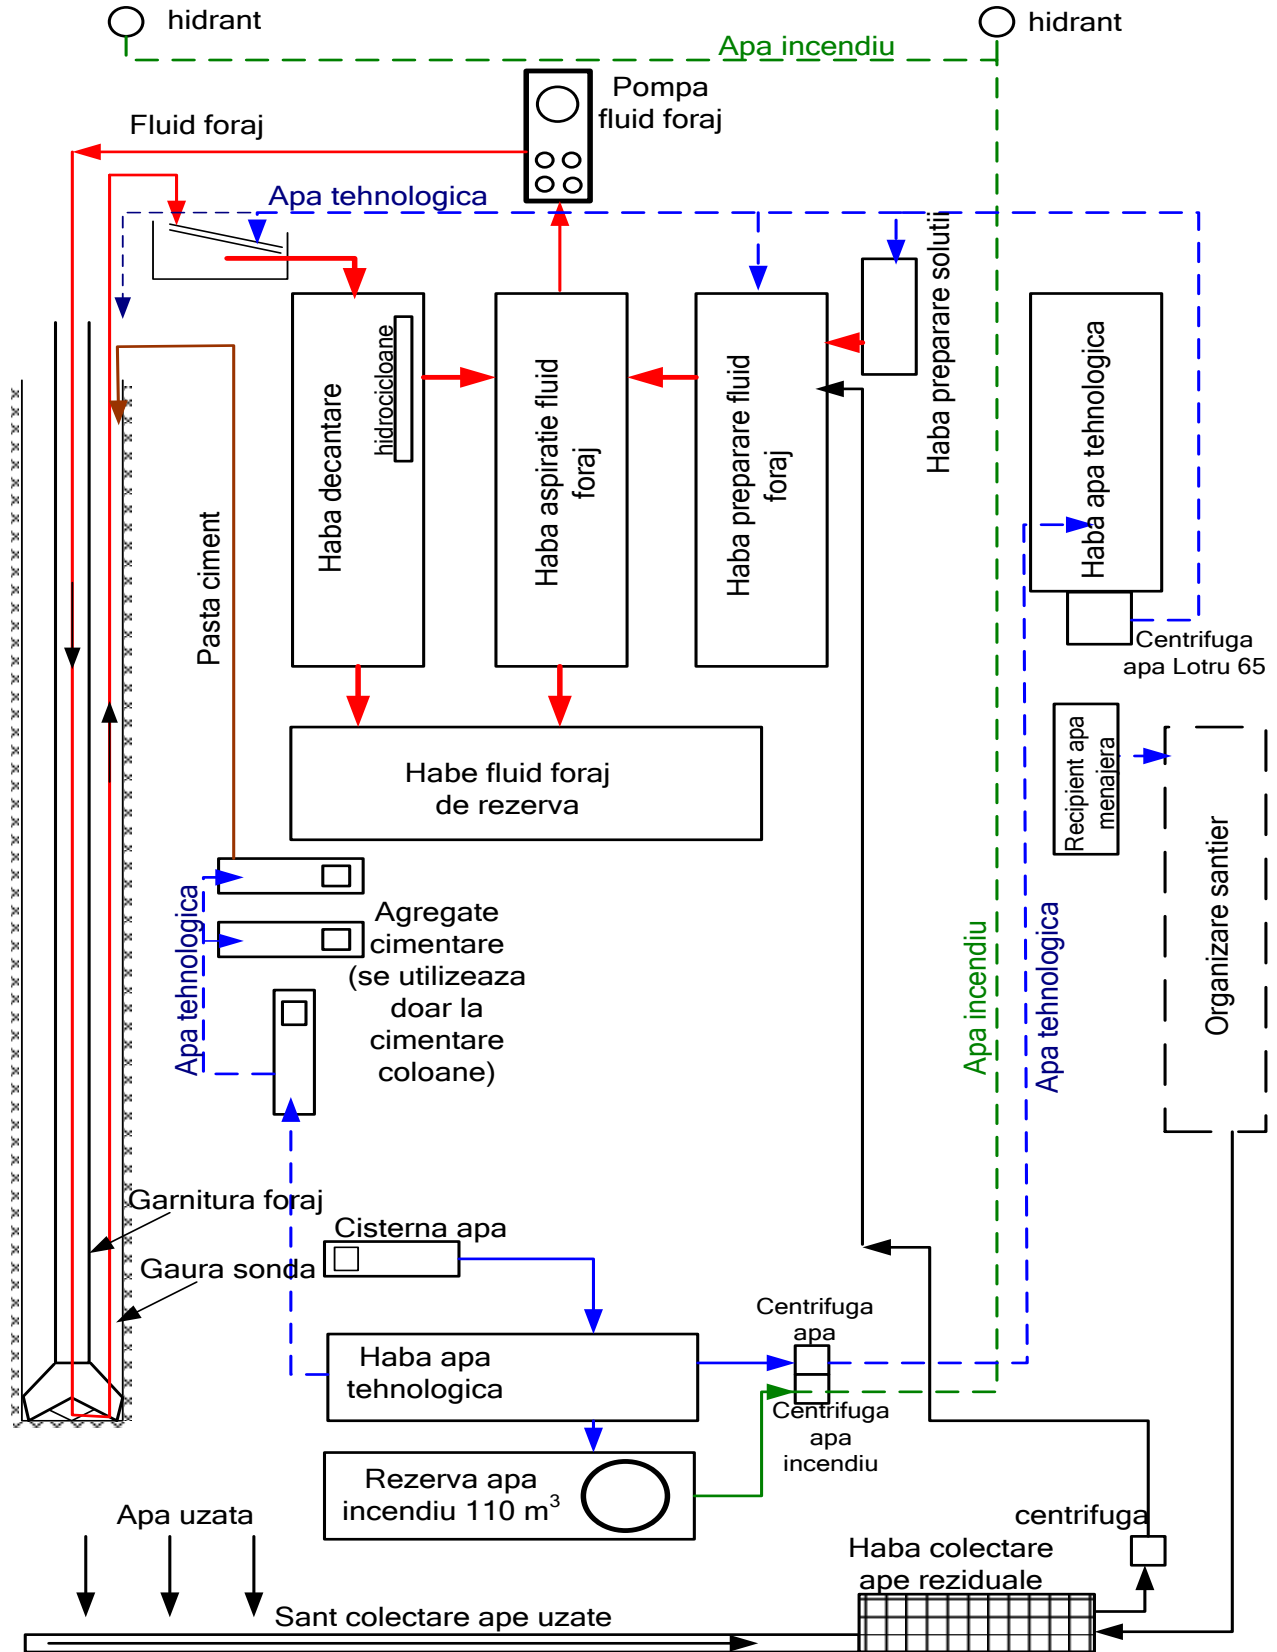 hidrant
hidrant
Apa incendiu
Pompa
fluid foraj
Fluid foraj
Apa tehnologica
Haba decantare
hidrocicloane
Haba aspiratie fluid
foraj
Haba preparare fluid
foraj
Haba preparare solutii
Haba apa tehnologica
Centrifuga
apa Lotru 65
Pasta ciment
Habe fluid foraj
de rezerva
Recipient apa
menajera
Organizare santier
Apa tehnologica
Agregate
cimentare
(se utilizeaza
doar la
cimentare
coloane)
Apa incendiu
Apa tehnologica
Garnitura foraj
Gaura sonda
Cisterna apa
Centrifuga
apa
Haba apa
tehnologica
Centrifuga
apa
incendiu
Rezerva apa
incendiu 110 m³
Apa uzata
centrifuga
Haba colectare
ape reziduale
Sant colectare ape uzate